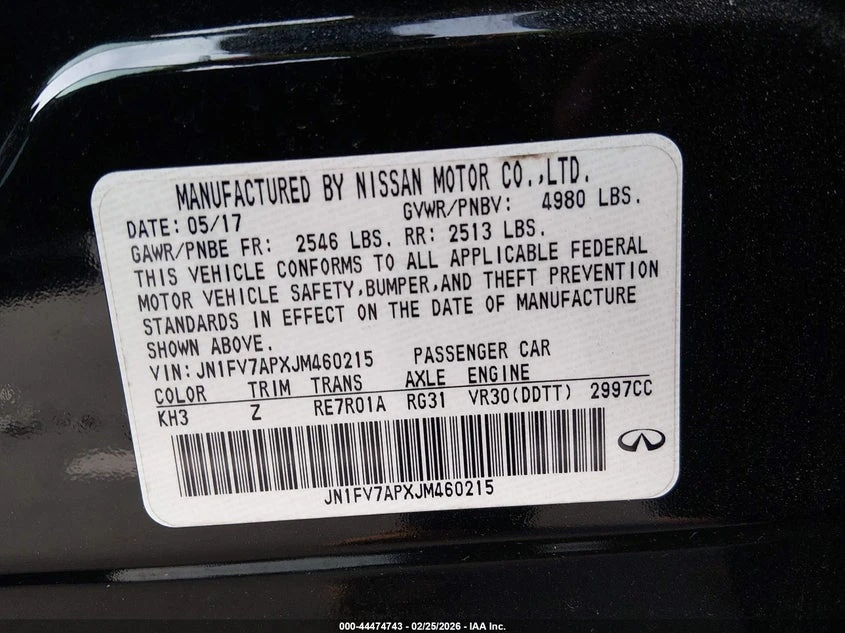 MANUFACTURED BY NISSAN MOTOR CO.,LTD.
DATE: 05/17 GVWR/PNBV: 4980 LBS.
GAWR/PNBE FR: 2546 LBS. RR: 2513 LBS.
THIS VEHICLE CONFORMS TO ALL APPLICABLE FEDERAL
MOTOR VEHICLE SAFETY,BUMPER,AND THEFT PREVENTION
STANDARDS IN EFFECT ON THE DATE OF MANUFACTURE
SHOWN ABOVE.
VIN: JN1FV7APXJM460215 PASSENGER CAR
COLOR TRIM TRANS AXLE ENGINE
KH3 Z RE7R01A RG31 VR30(DDTT) 2997CC
JN1FV7APXJM460215
000-44474743 - 02/25/2026 - IAA Inc.